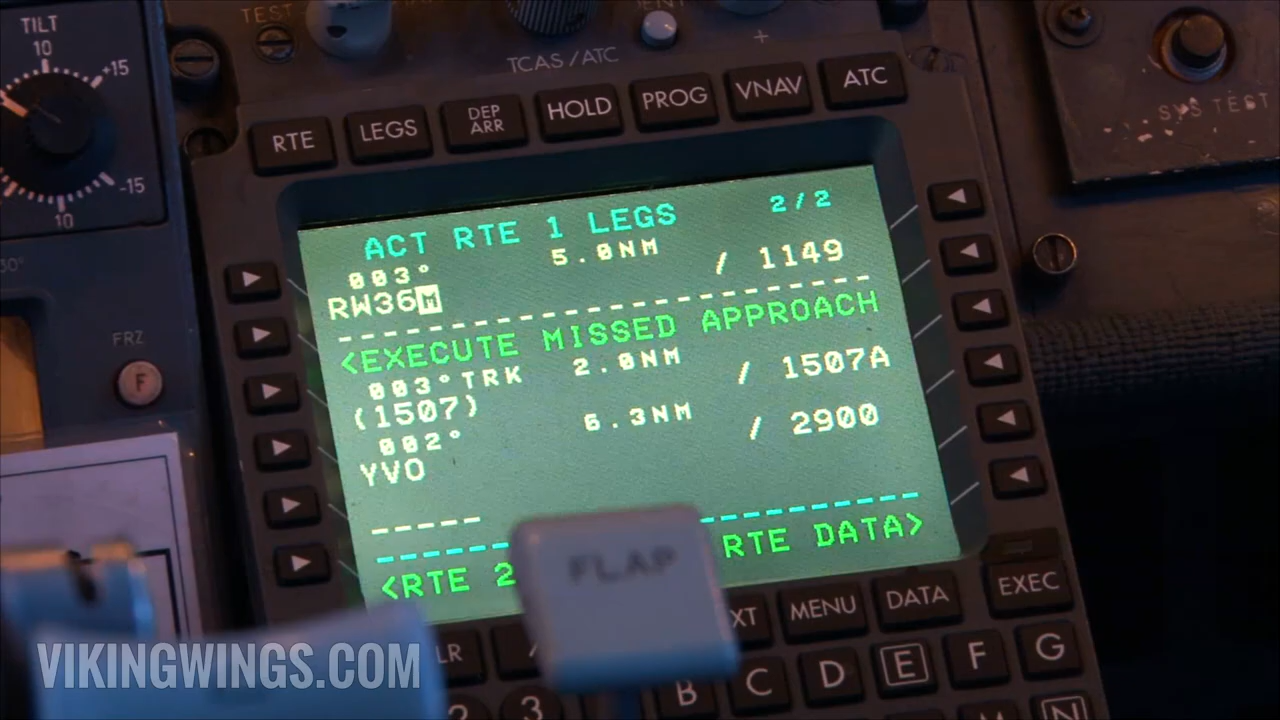 TILT
10
+15
-15
10
30°
TEST
TCAS/ATC
+
SYS TEST
RTE
LEGS
DEP ARR
HOLD
PROG
VNAV
ATC
ACT RTE 1 LEGS 2/2
003° 5.0NM
RW36M / 1149
<EXECUTE MISSED APPROACH
003°TRK 2.0NM
(1507) / 1507A
002° 6.3NM
YVO / 2900
-----
<RTE 2 RTE DATA>
FRZ
F
FLAP
MENU
DATA
EXEC
B
C
D
E
F
G
3
N
VIKINGWINGS.COM